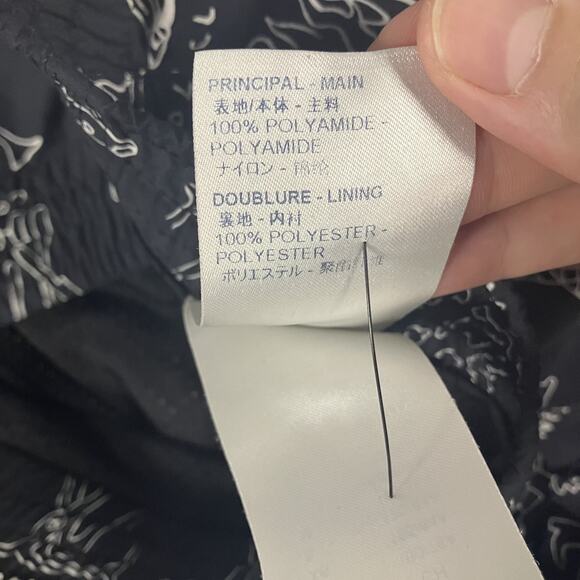 PRINCIPAL - MAIN
表地/本体 - 主料
100% POLYAMIDE -
POLYAMIDE
ナイロン - 锦纶
DOUBLURE - LINING
裏地 - 内衬
100% POLYESTER -
POLYESTER
ポリエステル - 聚酯纤维